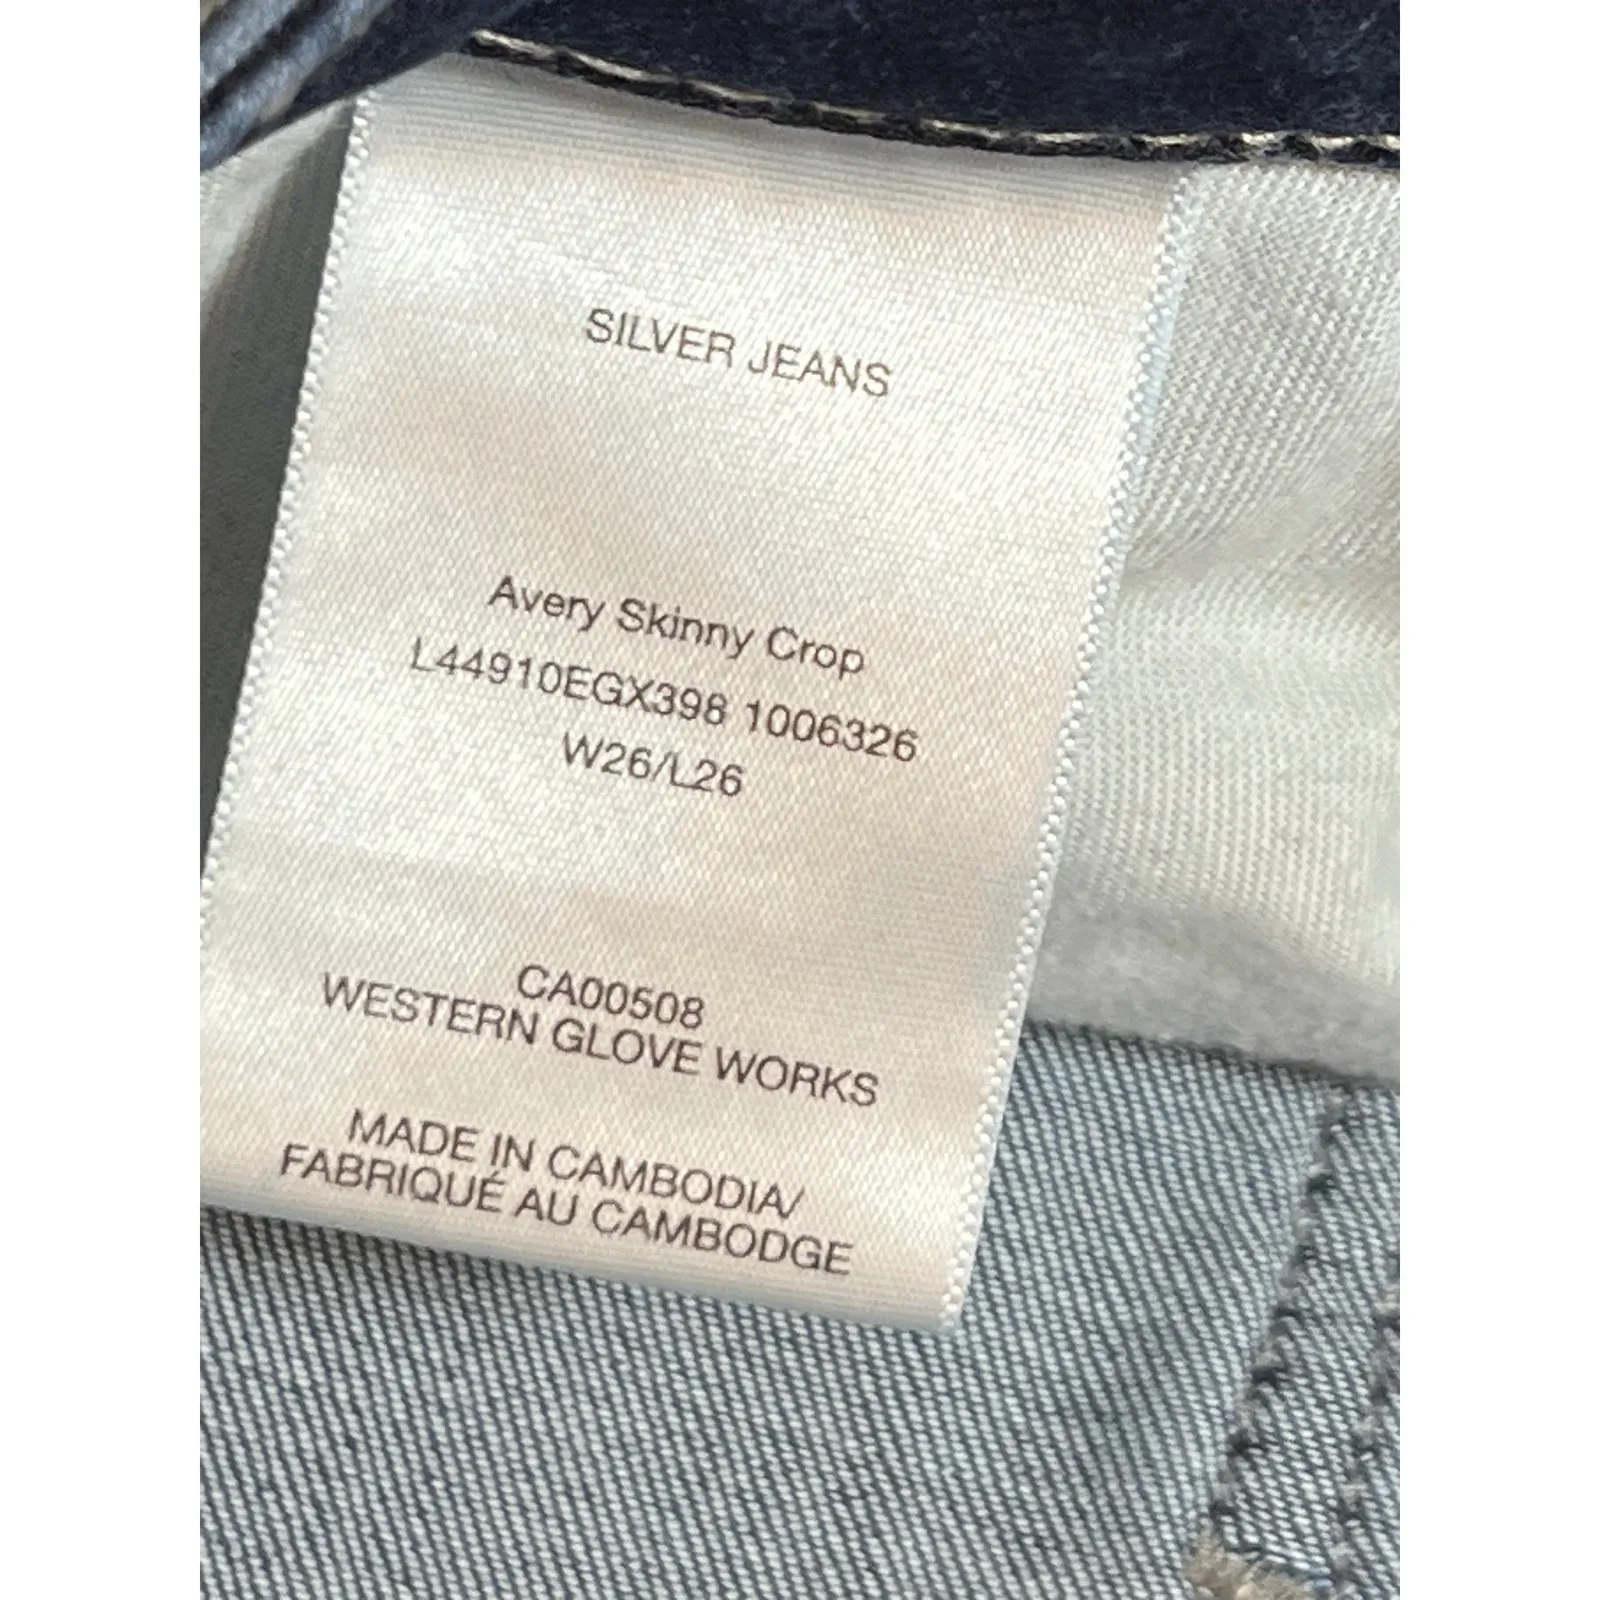 SILVER JEANS
Avery Skinny Crop
L44910EGX398 1006326
W26/L26
CA00508
WESTERN GLOVE WORKS
MADE IN CAMBODIA/
FABRIQUÉ AU CAMBODGE